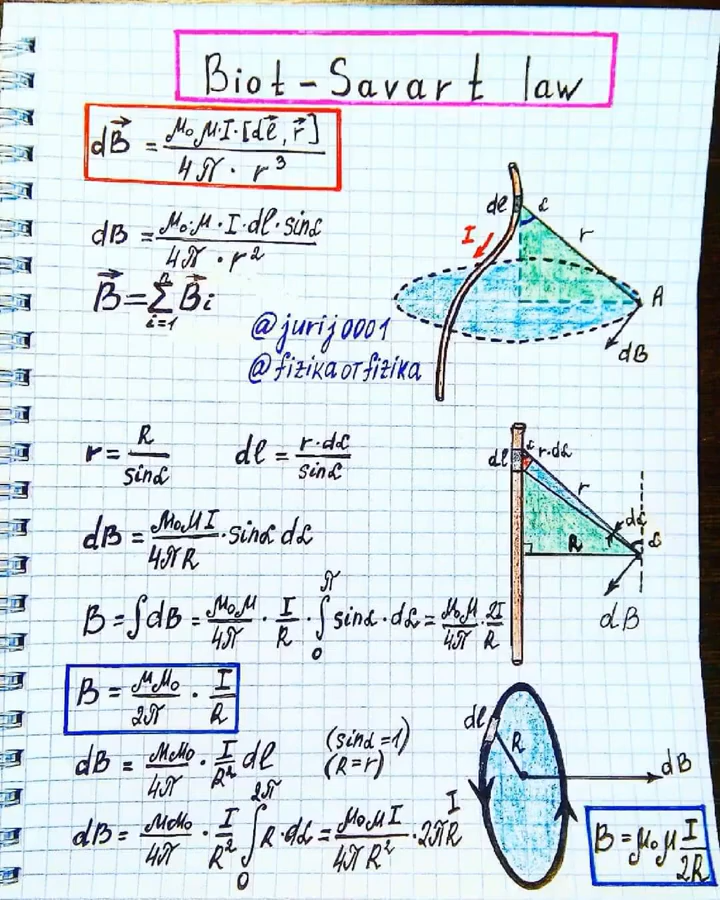 Biot-Savart law
dB⃗ = μ₀μ·I·[dl⃗, r⃗] / 4π · r³
dB = μ₀·μ·I·dl·sinα / 4π·r²
B⃗ = Σᵢ₌₁ⁿ B⃗ᵢ
@jurij0001
@fizikaотfizika
dl α
I
r
A
dB
r = R / sinα dl = r·dα / sinα
dB = μ₀μI / 4πR · sinα dα
B = ∫dB = μ₀μ / 4π · I / R · ∫₀^π sinα·dα = μ₀μ / 4π · 2I / R
dl α r·dα
r
dα
R α
dB
B = μμ₀ / 2π · I / R
dB = μμ₀ / 4π · I / R² dl (sinα=1)
(R=r)
dB = μμ₀ / 4π · I / R² ∫₀^2π R·dα = μ₀μI / 4πR² · 2πR
dl
R
dB
I
B = μ₀μ I / 2R